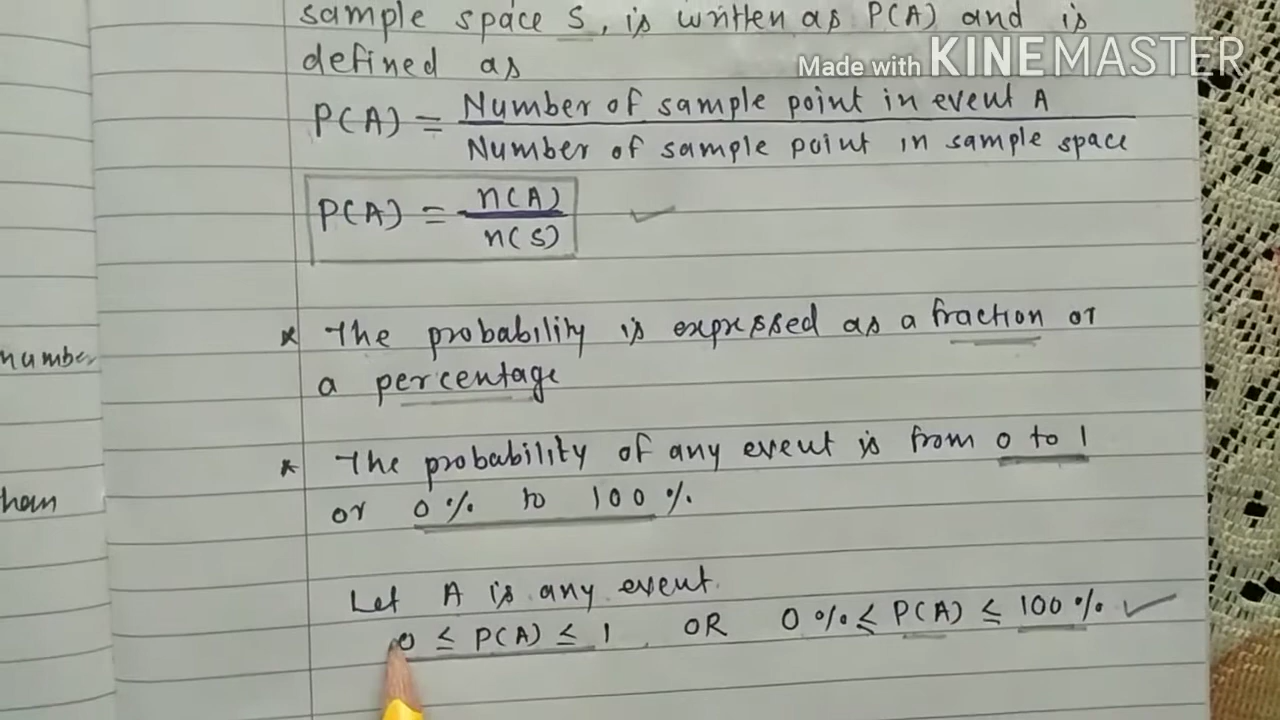 sample space S, is written as P(A) and is
defined as
Made with KINEMASTER
P(A) = Number of sample point in event A
Number of sample point in sample space
P(A) = n(A)
n(S)
* The probability is expressed as a fraction or
a percentage
number
* The probability of any event is from 0 to 1
or 0% to 100%.
Let A is any event.
0 ≤ P(A) ≤ 1 OR 0% ≤ P(A) ≤ 100%